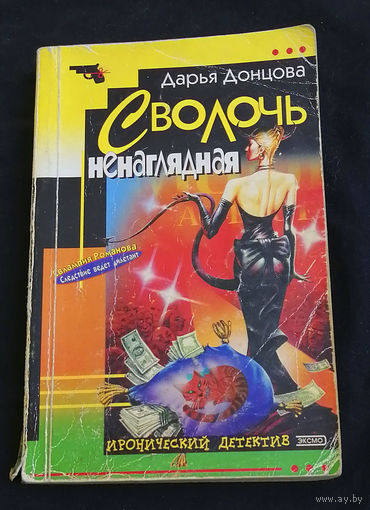 Дарья Донцова
Сволочь
ненаглядная
Евлампия Романова
Следствие ведет дилетант
ИРОНИЧЕСКИЙ ДЕТЕКТИВ
ЭКСМО
www.ay.by